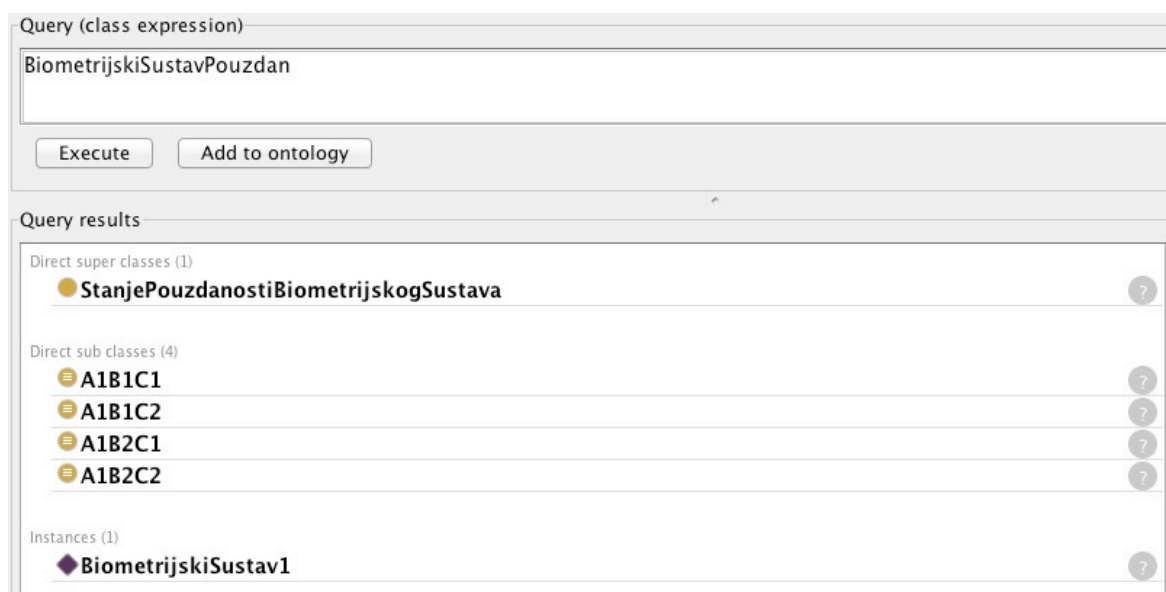 Query (class expression)
BiometrijskiSustavPouzdan
Execute Add to ontology
Query results
Direct super classes (1)
StanjePouzdanostiBiometrijskogSustava ?
Direct sub classes (4)
A1B1C1 ?
A1B1C2 ?
A1B2C1 ?
A1B2C2 ?
Instances (1)
BiometrijskiSustav1 ?